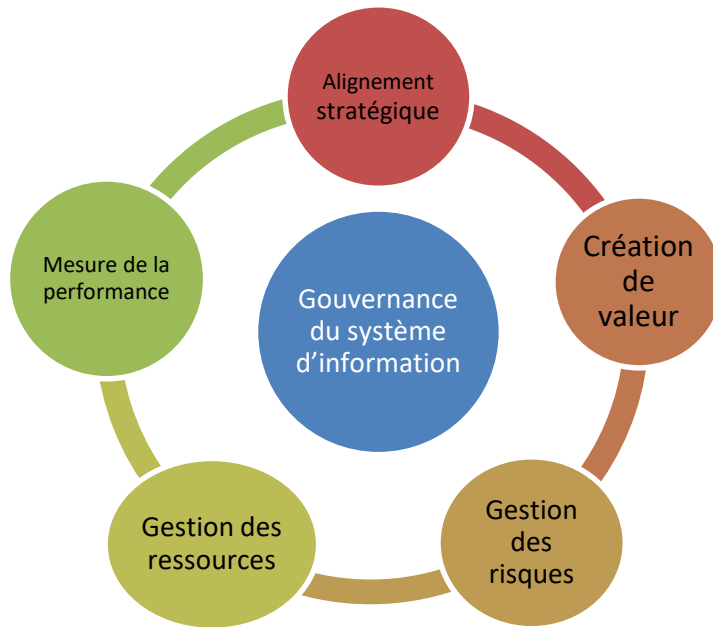 Alignement
stratégique
Création
de
valeur
Gestion
des
risques
Gestion des
ressources
Mesure de la
performance
Gouvernance
du système
d’information